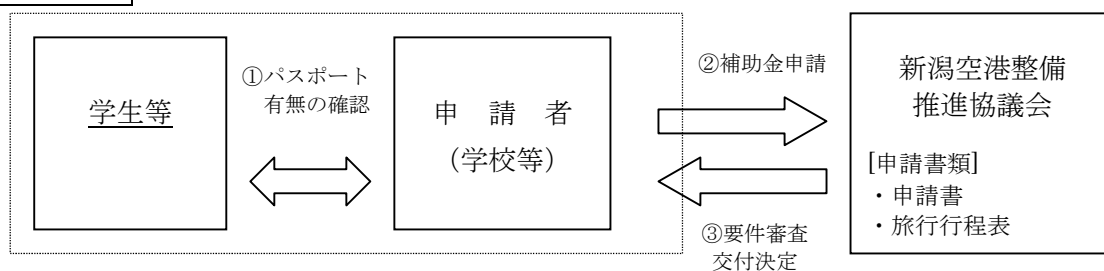 学生等
①パスポート
有無の確認
申 請 者
（学校等）
②補助金申請
③要件審査
交付決定
新潟空港整備
推進協議会
[申請書類]
・申請書
・旅行行程表